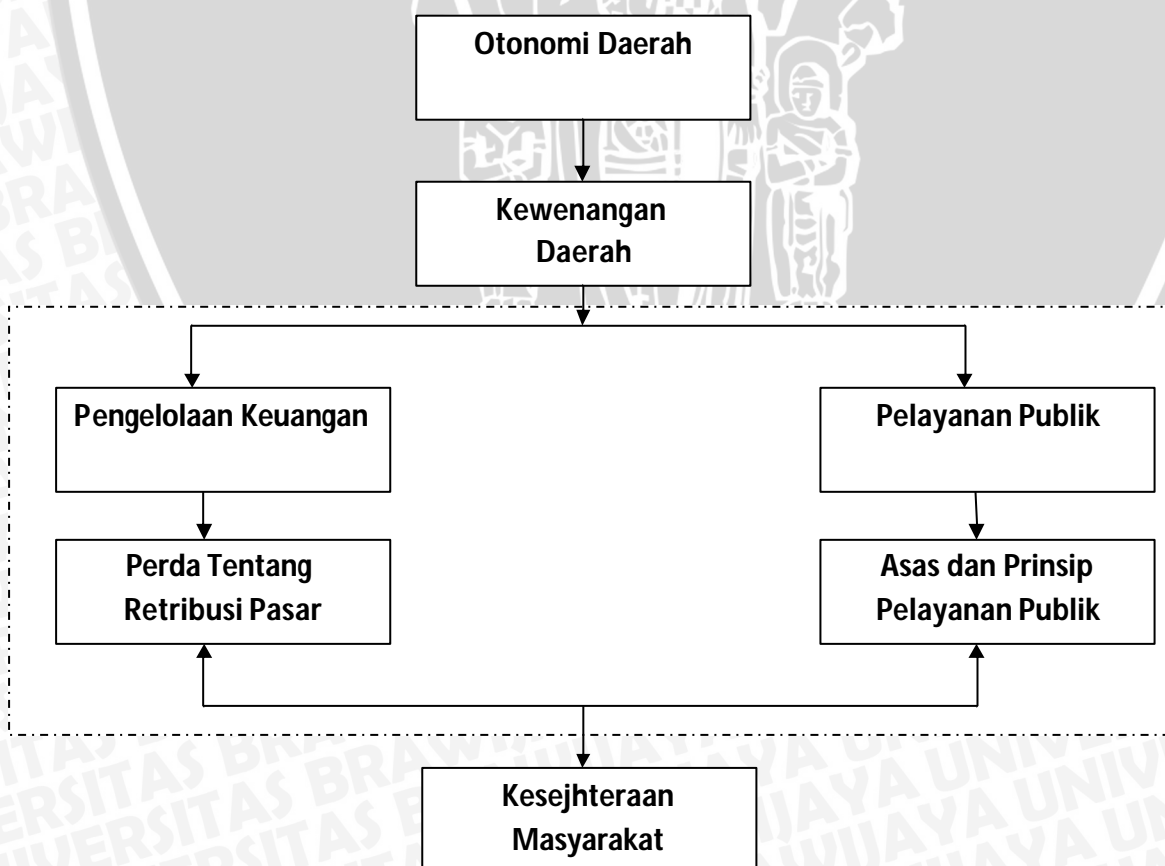 Otonomi Daerah
Kewenangan
Daerah
Pengelolaan Keuangan
Pelayanan Publik
Perda Tentang
Retribusi Pasar
Asas dan Prinsip
Pelayanan Publik
Kesejhteraan
Masyarakat